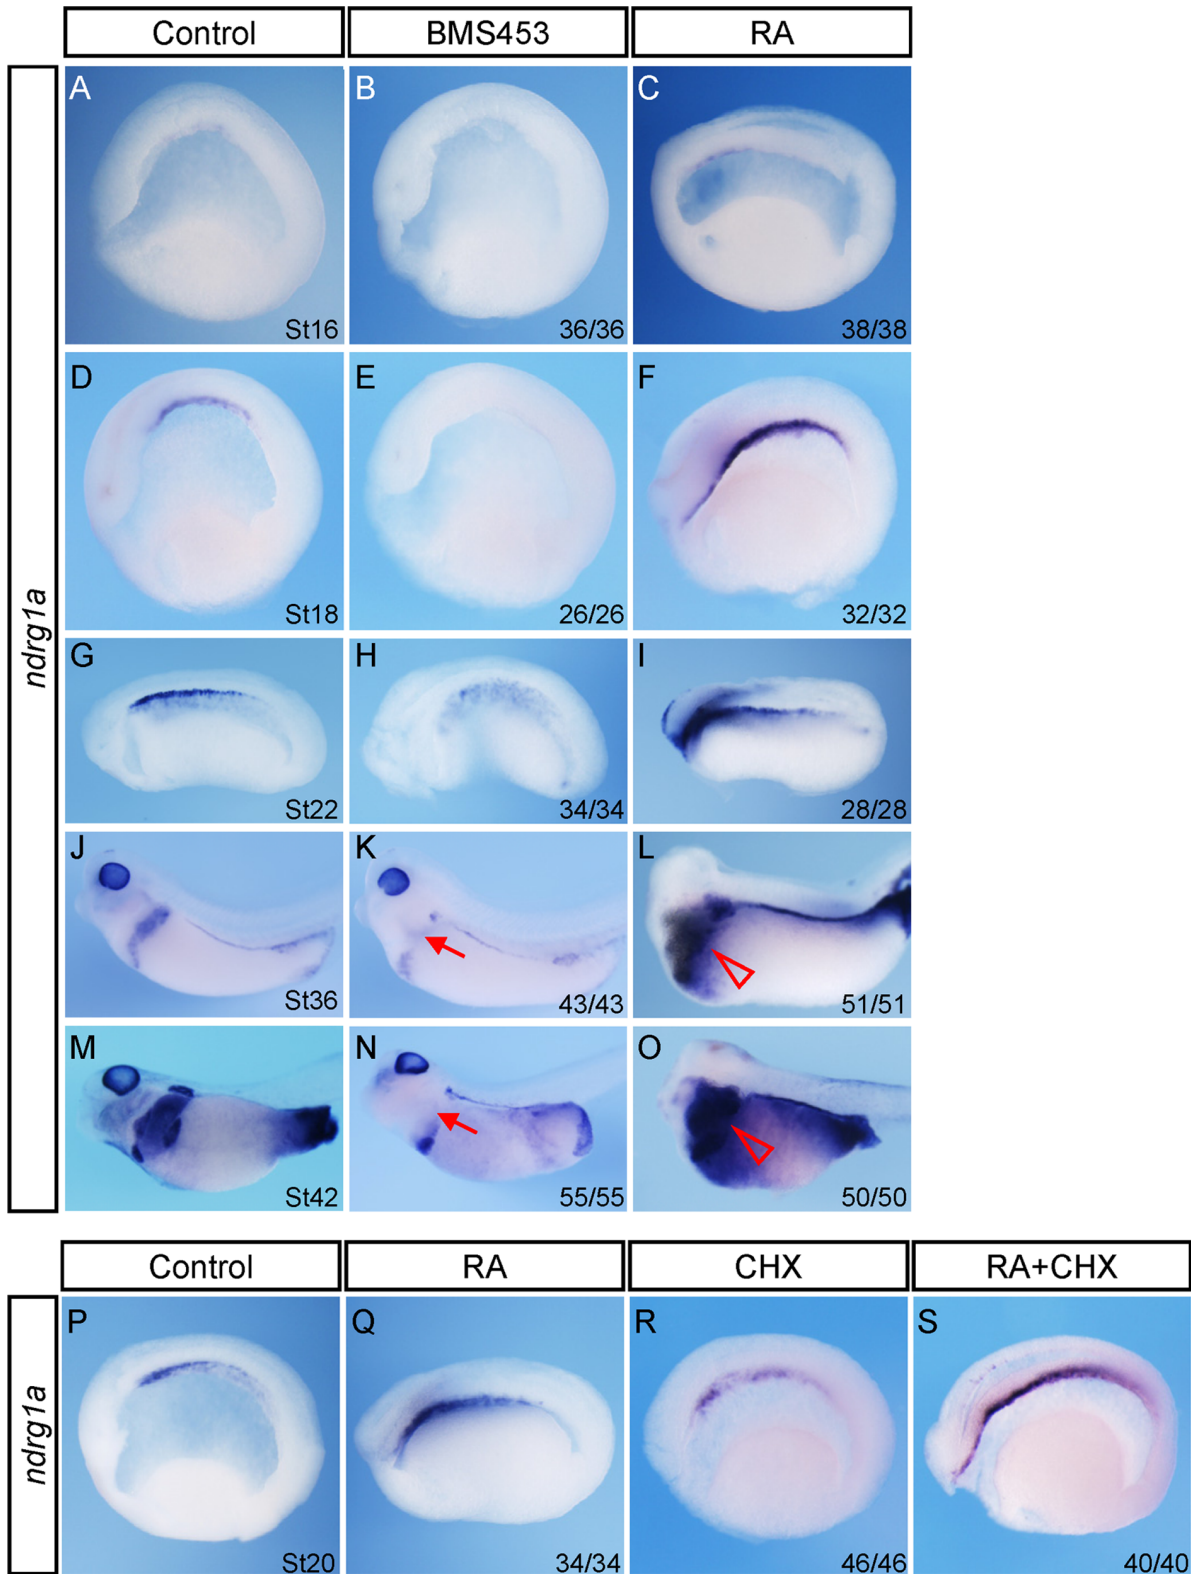 Control BMS453 RA
ndrg1a
A B C
St16 36/36 38/38
D E F
St18 26/26 32/32
G H I
St22 34/34 28/28
J K L
St36 43/43 51/51
M N O
St42 55/55 50/50
Control RA CHX RA+CHX
ndrg1a
P Q R S
St20 34/34 46/46 40/40